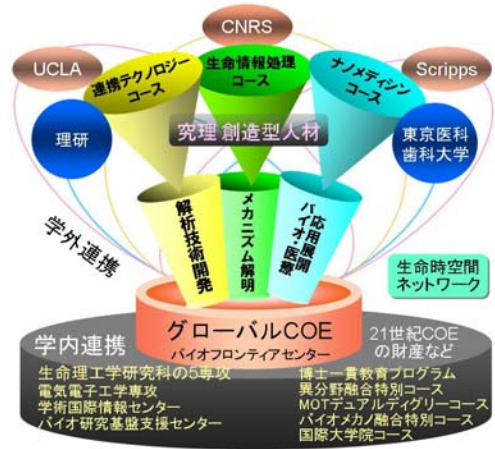 CNRS
UCLA
Scripps
連携テクノロジー
コース
生命情報処理
コース
ナノメディシン
コース
理研
究理 創造型人材
東京医科
歯科大学
解析技術開発
メカニズム解明
応用展開
バイオ・医療
学外連携
生命時空間
ネットワーク
グローバルCOE
バイオフロンティアセンター
学内連携
生命理工学研究科の5専攻
電気電子工学専攻
学術国際情報センター
バイオ研究基盤支援センター
21世紀COE
の財産など
博士一貫教育プログラム
異分野融合特別コース
MOTデュアルディグリーコース
バイオメカノ融合特別コース
国際大学院コース